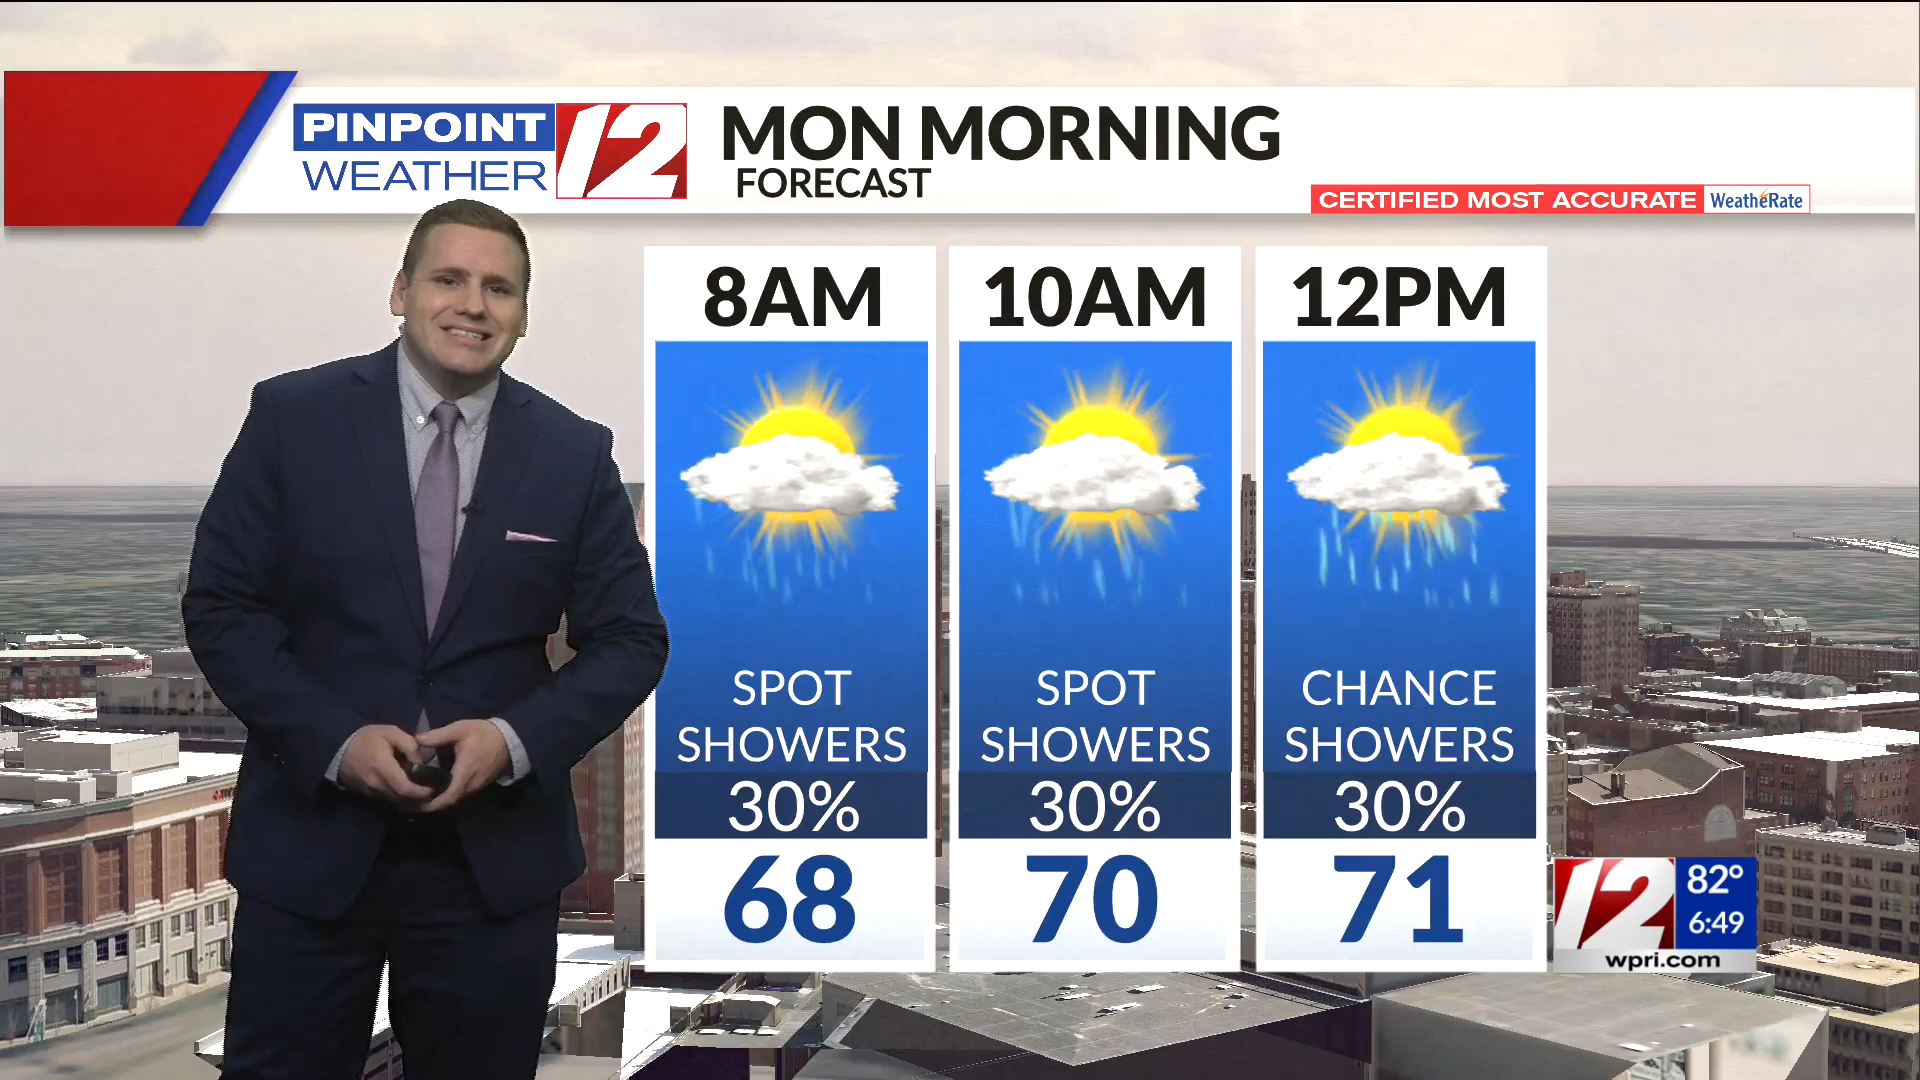 PINPOINT
WEATHER
12
MON MORNING
FORECAST
CERTIFIED MOST ACCURATE WeatheRate
8AM
SPOT
SHOWERS
30%
68
10AM
SPOT
SHOWERS
30%
70
12PM
CHANCE
SHOWERS
30%
71
12
82°
6:49
wpri.com